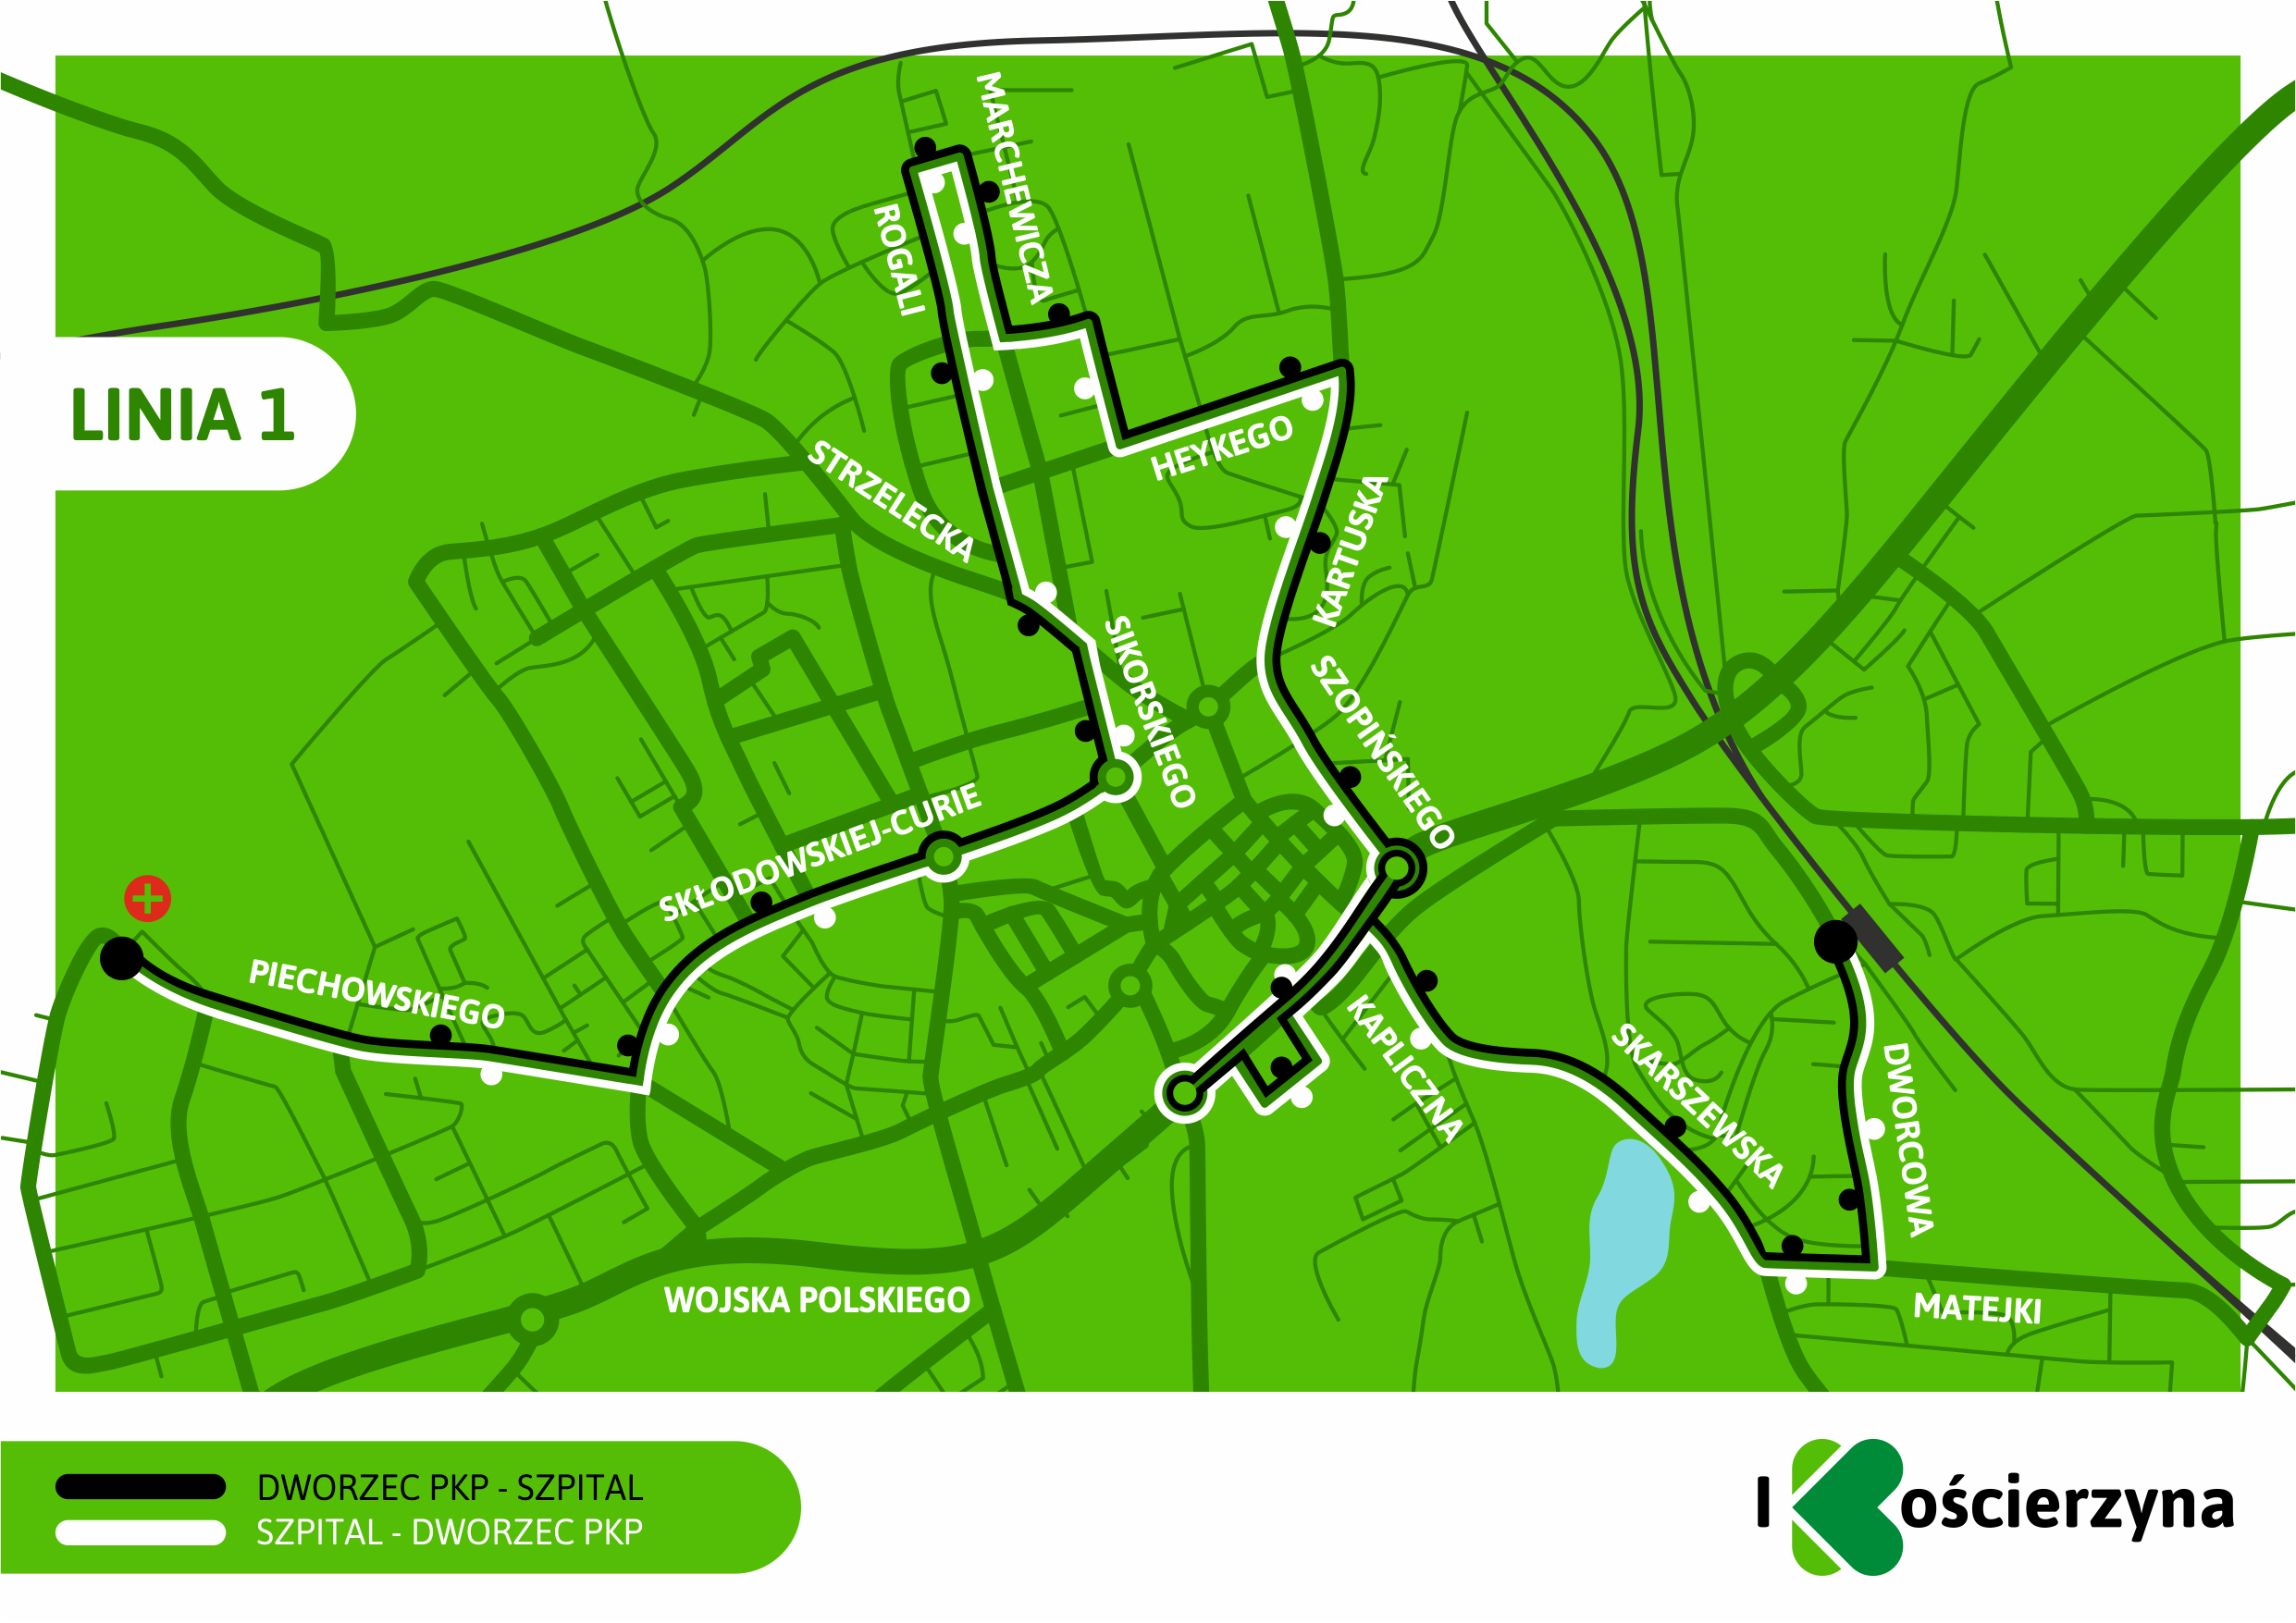 MARCHEWICZA
ROGALI
LINIA 1
HEYKEGO
STRZELECKA
KARTUSKA
SIKORSKIEGO
SZOPIŃSKIEGO
SKŁODOWSKIEJ-CURIE
PIECHOWSKIEGO
KAPLICZNA
SKARSZEWSKA
DWORCOWA
WOJSKA POLSKIEGO
MATEJKI
DWORZEC PKP - SZPITAL
SZPITAL - DWORZEC PKP
I Kościerzyna